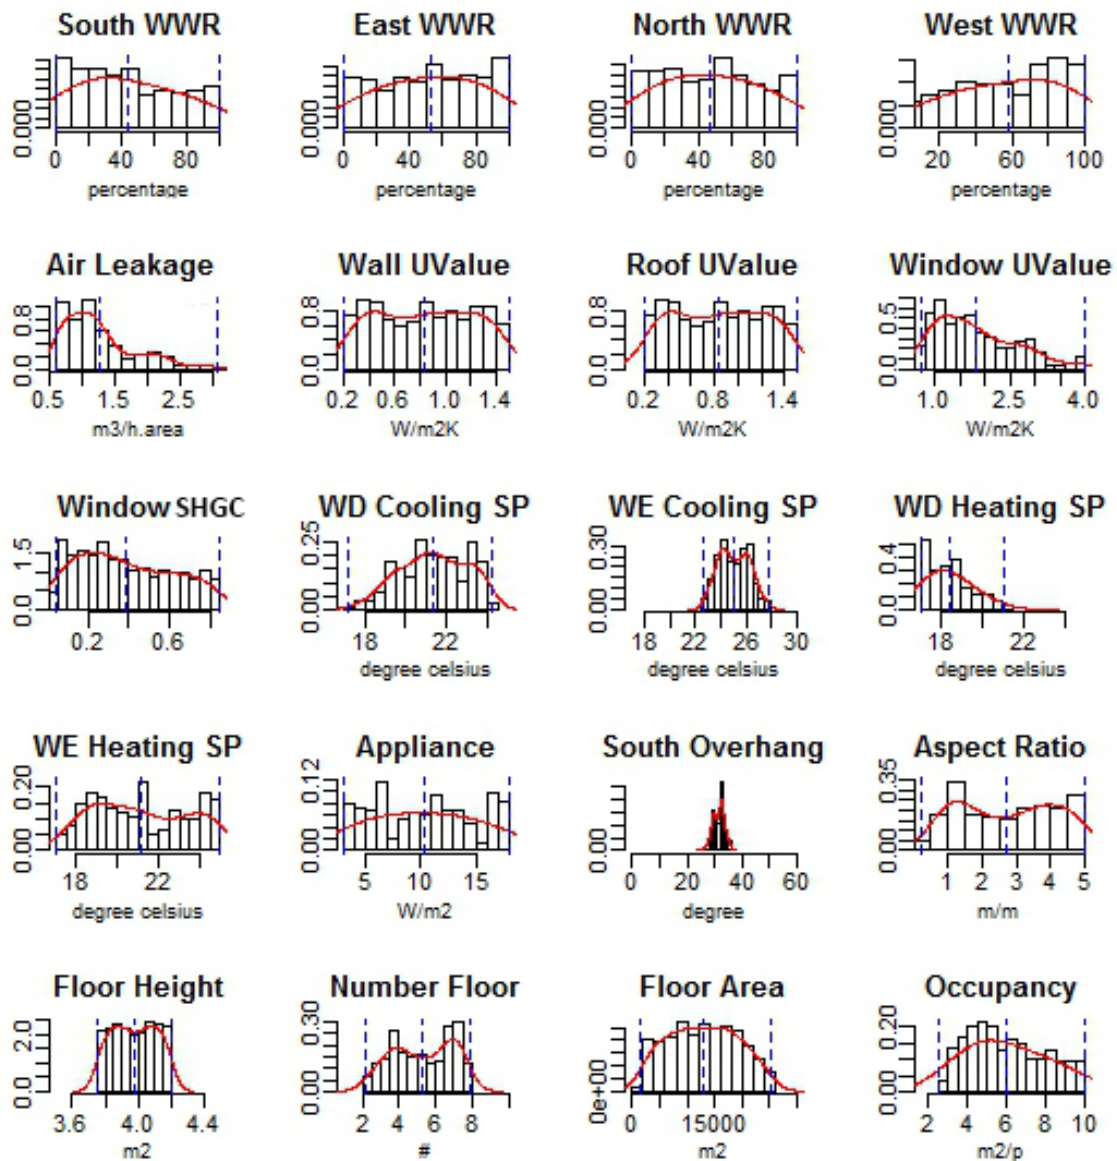 South WWR East WWR North WWR West WWR
0.000 0.000 0.000 0.000
0 40 80 0 40 80 0 40 80 20 60 100
percentage percentage percentage percentage
Air Leakage Wall UValue Roof UValue Window UValue
0.0 0.8 0.0 0.8 0.0 0.8 0.0 0.5
0.5 1.5 2.5 0.2 0.6 1.0 1.4 0.2 0.8 1.4 1.0 2.5 4.0
m3/h.area W/m2K W/m2K W/m2K
Window SHGC WD Cooling SP WE Cooling SP WD Heating SP
0.0 1.5 0.00 0.25 0.00 0.30 0.0 0.4
0.2 0.6 18 22 18 22 26 30 18 22
degree celsius degree celsius degree celsius
WE Heating SP Appliance South Overhang Aspect Ratio
0.00 0.20 0.00 0.12 0.00 0.00 0.35
18 22 5 10 15 0 20 40 60 1 2 3 4 5
degree celsius W/m2 degree m/m
Floor Height Number Floor Floor Area Occupancy
0.0 2.0 0.00 0.30 0e+00 0.00 0.20
3.6 4.0 4.4 2 4 6 8 0 15000 2 4 6 8 10
m2 # m2 m2/p